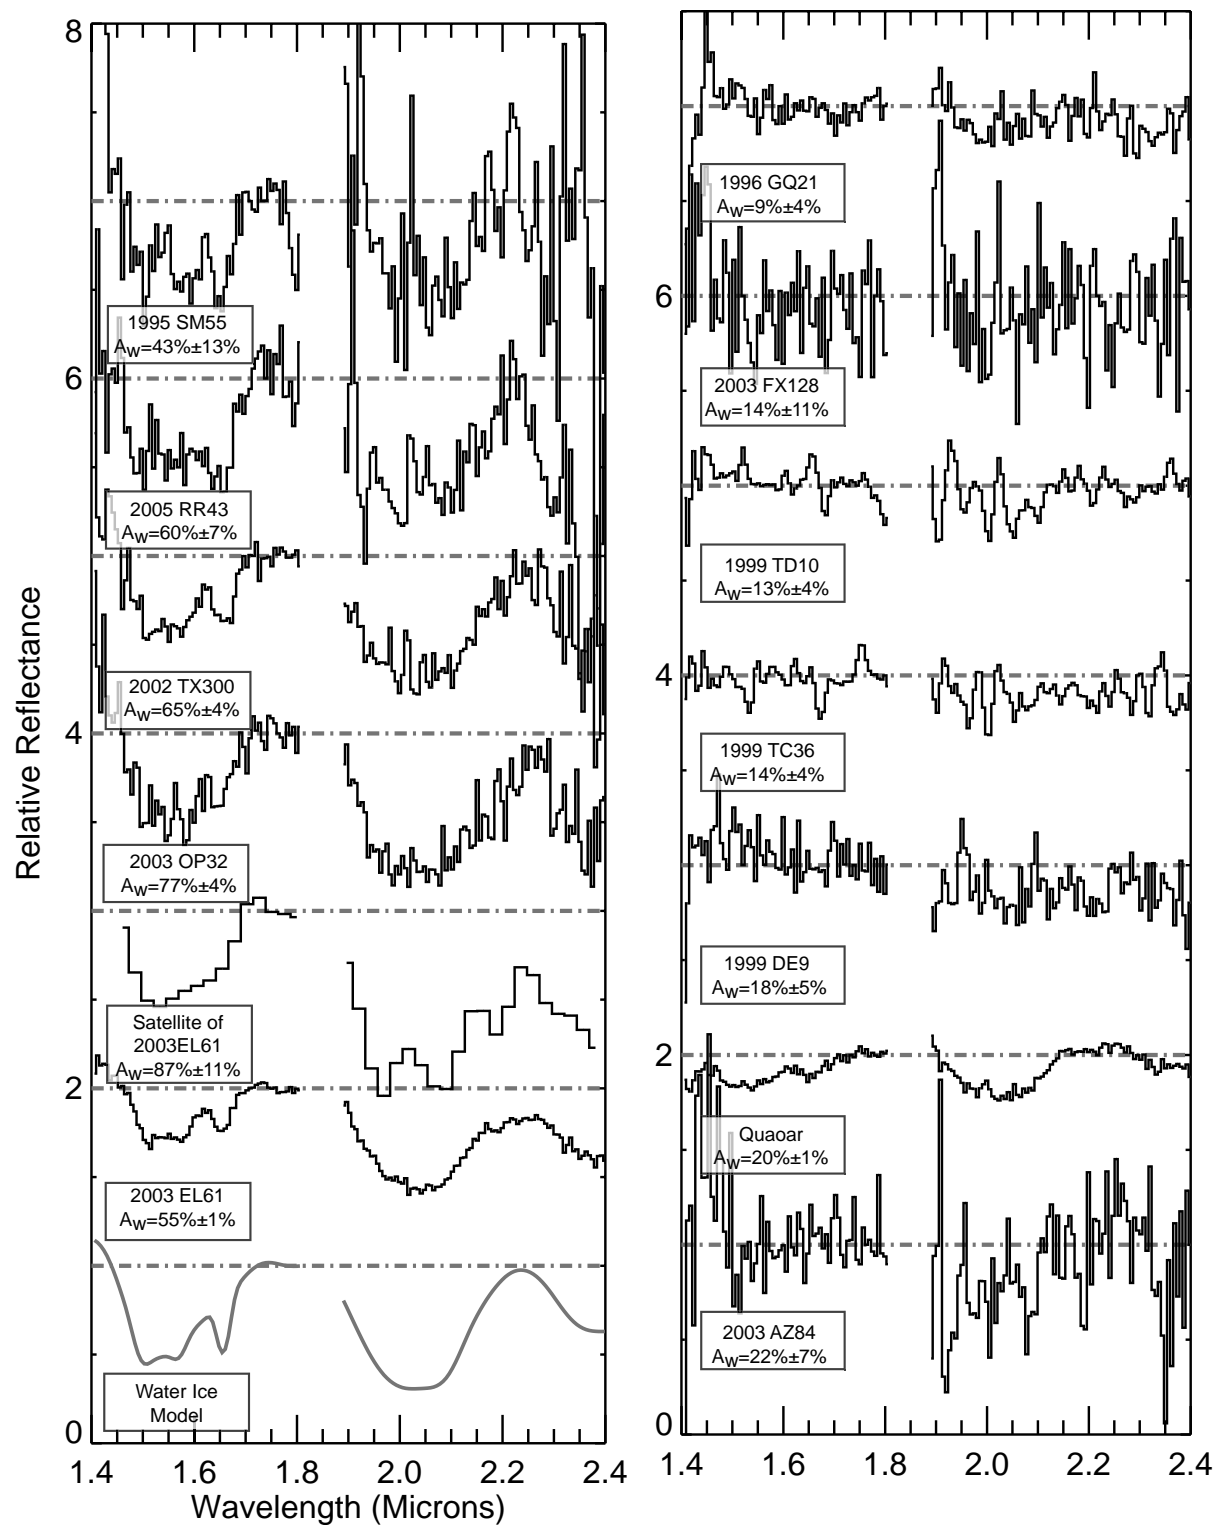 8
6
4
2
0
1.4 1.6 1.8 2.0 2.2 2.4
Wavelength (Microns)
Relative Reflectance
1995 SM55
AW=43%±13%
2005 RR43
AW=60%±7%
2002 TX300
AW=65%±4%
2003 OP32
AW=77%±4%
Satellite of
2003EL61
AW=87%±11%
2003 EL61
AW=55%±1%
Water Ice
Model
6
4
2
0
1.4 1.6 1.8 2.0 2.2 2.4
1996 GQ21
AW=9%±4%
2003 FX128
AW=14%±11%
1999 TD10
AW=13%±4%
1999 TC36
AW=14%±4%
1999 DE9
AW=18%±5%
Quaoar
AW=20%±1%
2003 AZ84
AW=22%±7%